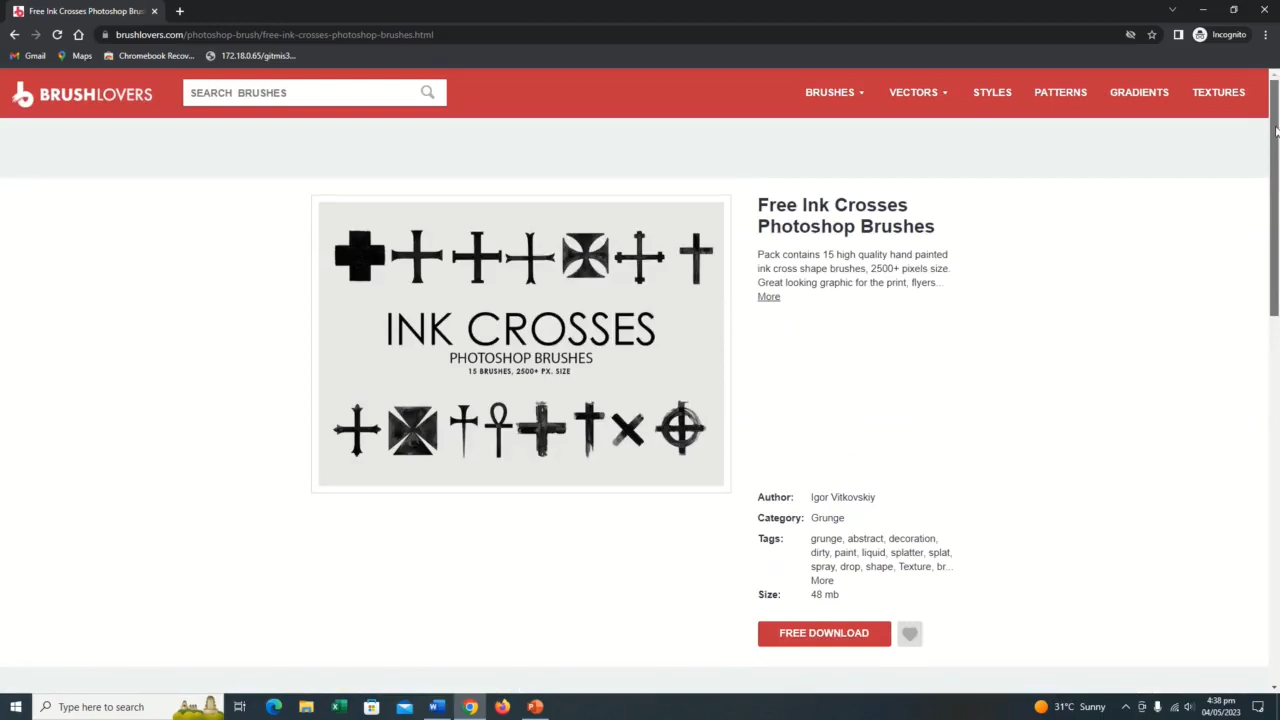 Free Ink Crosses Photoshop Brus
brushlovers.com/photoshop-brush/free-ink-crosses-photoshop-brushes.html
Incognito
Gmail
Maps
Chromebook Recov...
172.18.0.65/gitmis3...
BRUSHLOVERS
SEARCH BRUSHES
BRUSHES
VECTORS
STYLES
PATTERNS
GRADIENTS
TEXTURES
INK CROSSES
PHOTOSHOP BRUSHES
15 BRUSHES, 2500+ PX. SIZE
Free Ink Crosses
Photoshop Brushes
Pack contains 15 high quality hand painted
ink cross shape brushes, 2500+ pixels size.
Great looking graphic for the print, flyers...
More
Author: Igor Vitkovskiy
Category: Grunge
Tags: grunge, abstract, decoration,
dirty, paint, liquid, splatter, splat,
spray, drop, shape, Texture, br...
More
Size: 48 mb
FREE DOWNLOAD
Type here to search
31°C Sunny
4:38 pm
04/05/2023